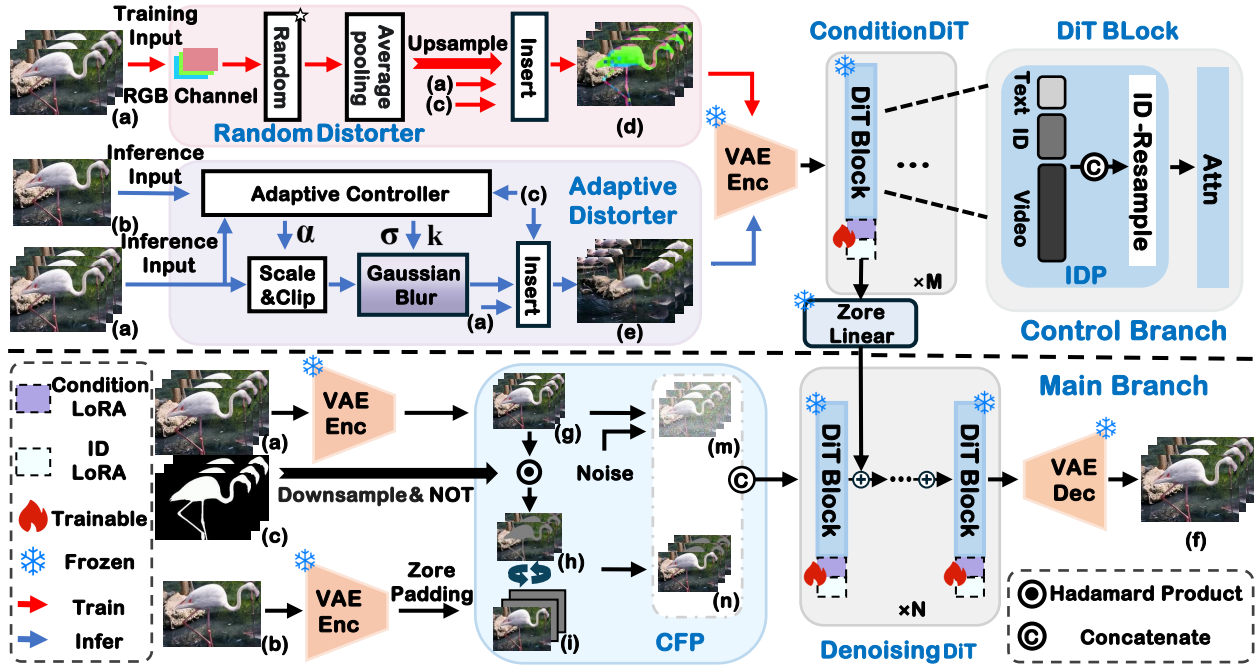 Training
Input
(a)
RGB Channel
Random
Average
pooling
Upsample
(a)
(c)
Insert
(d)
Random Distorter
Inference
Input
(b)
Inference
Input
(a)
Adaptive Controller
(c)
Adaptive
Distorter
α
σ k
Scale
&Clip
Gaussian
Blur
(a)
Insert
(e)
VAE
Enc
ConditionDiT
DiT Block
...
×M
Zore
Linear
DiT BLock
Text
ID
Video
C
ID-Resample
IDP
Attn
Control Branch
Main Branch
Condition
LoRA
ID
LoRA
Trainable
Frozen
Train
Infer
(a)
(c)
(b)
VAE
Enc
Downsample& NOT
VAE
Enc
Zore
Padding
(g)
Noise
(h)
(i)
(m)
(n)
CFP
C
DiT Block
+
....
+
DiT Block
×N
Denoising DiT
VAE
Dec
(f)
Hadamard Product
C Concatenate